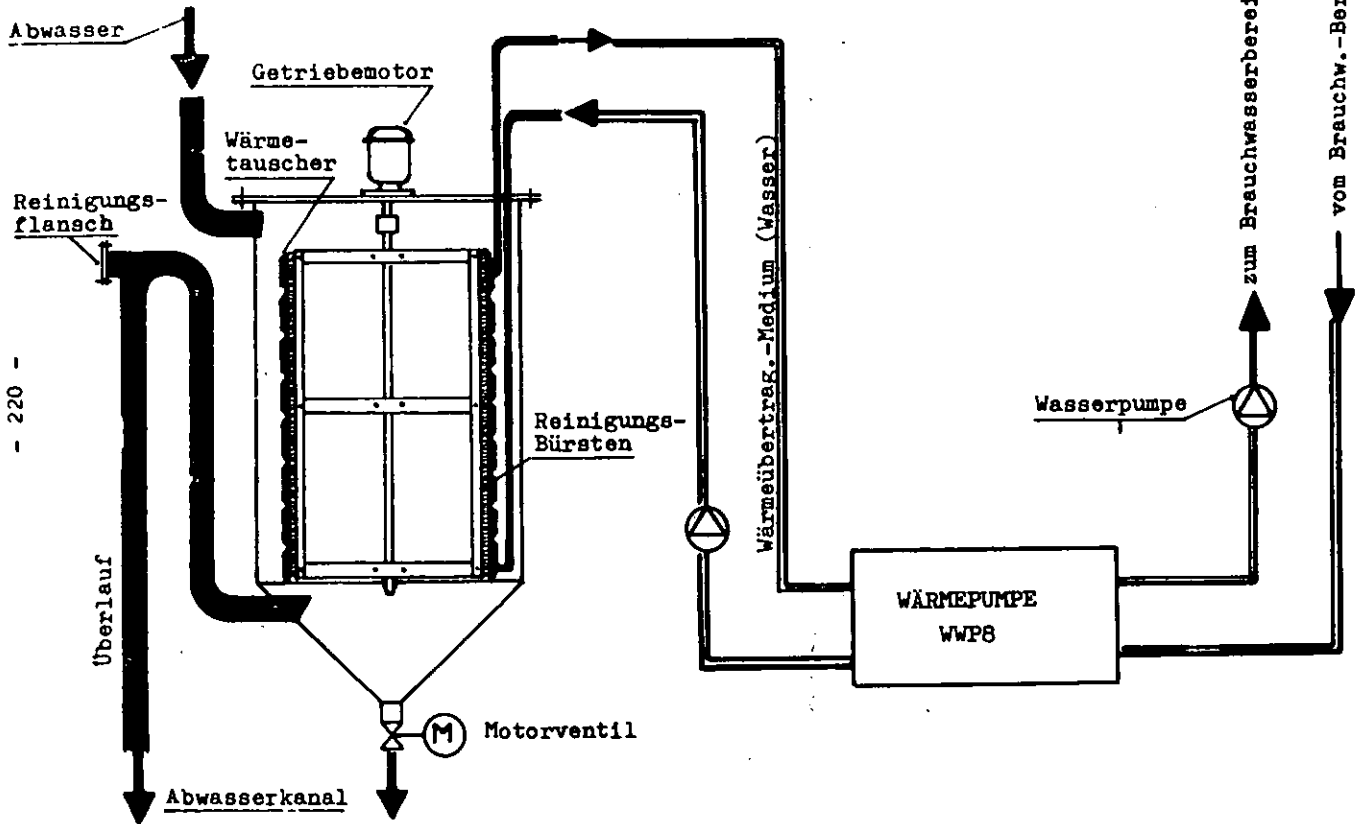 Abwasser
Getriebemotor
Wärme-
tauscher
Reinigungs-
flansch
- 220 -
Überlauf
Reinigungs-
Bürsten
Wärmeübertrag.-Medium (Wasser)
Wasserpumpe
zum Brauchwasserberei
vom Brauchw.-Ber
WÄRMEPUMPE
WWP8
M
Motorventil
Abwasserkanal